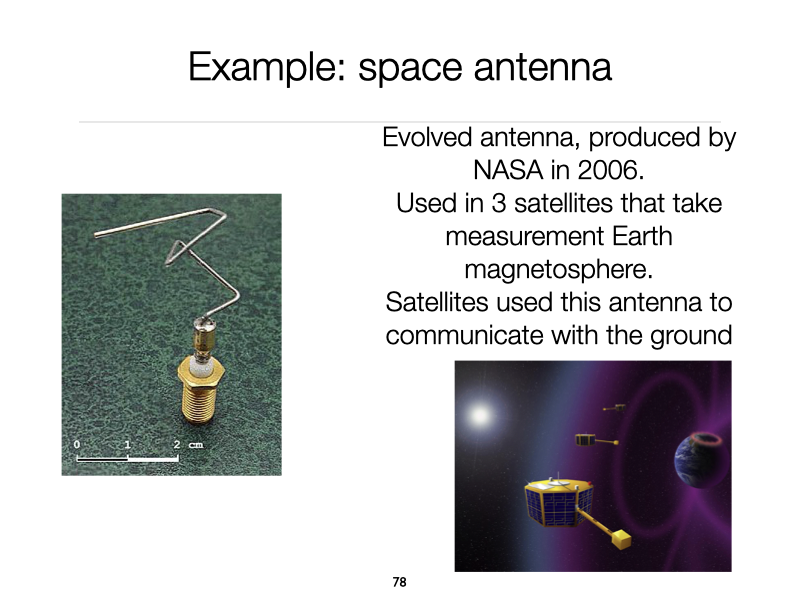 Example: space antenna
Evolved antenna, produced by
NASA in 2006.
Used in 3 satellites that take
measurement Earth
magnetosphere.
Satellites used this antenna to
communicate with the ground
0 1 2 cm
78